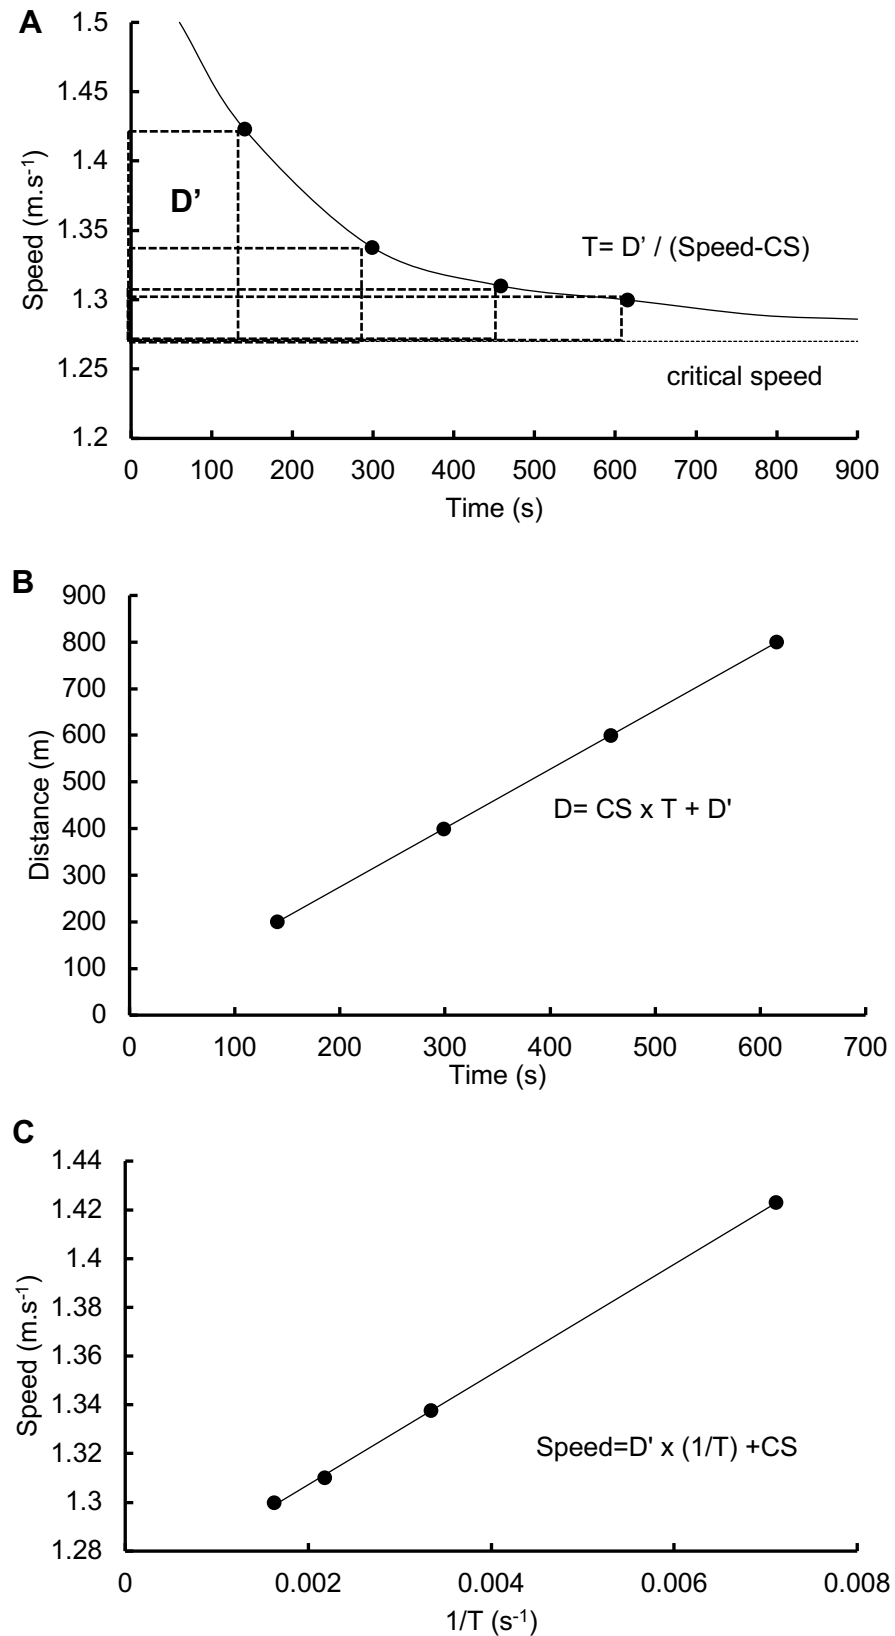 A
1.5
1.45
1.4
1.35
1.3
1.25
1.2
Speed (m.s-1)
D’
T= D’ / (Speed-CS)
critical speed
0 100 200 300 400 500 600 700 800 900
Time (s)
B
900
800
700
600
500
400
300
200
100
0
Distance (m)
D= CS x T + D'
0 100 200 300 400 500 600 700
Time (s)
C
1.44
1.42
1.4
1.38
1.36
1.34
1.32
1.3
1.28
Speed (m.s-1)
Speed=D' x (1/T) +CS
0 0.002 0.004 0.006 0.008
1/T (s-1)